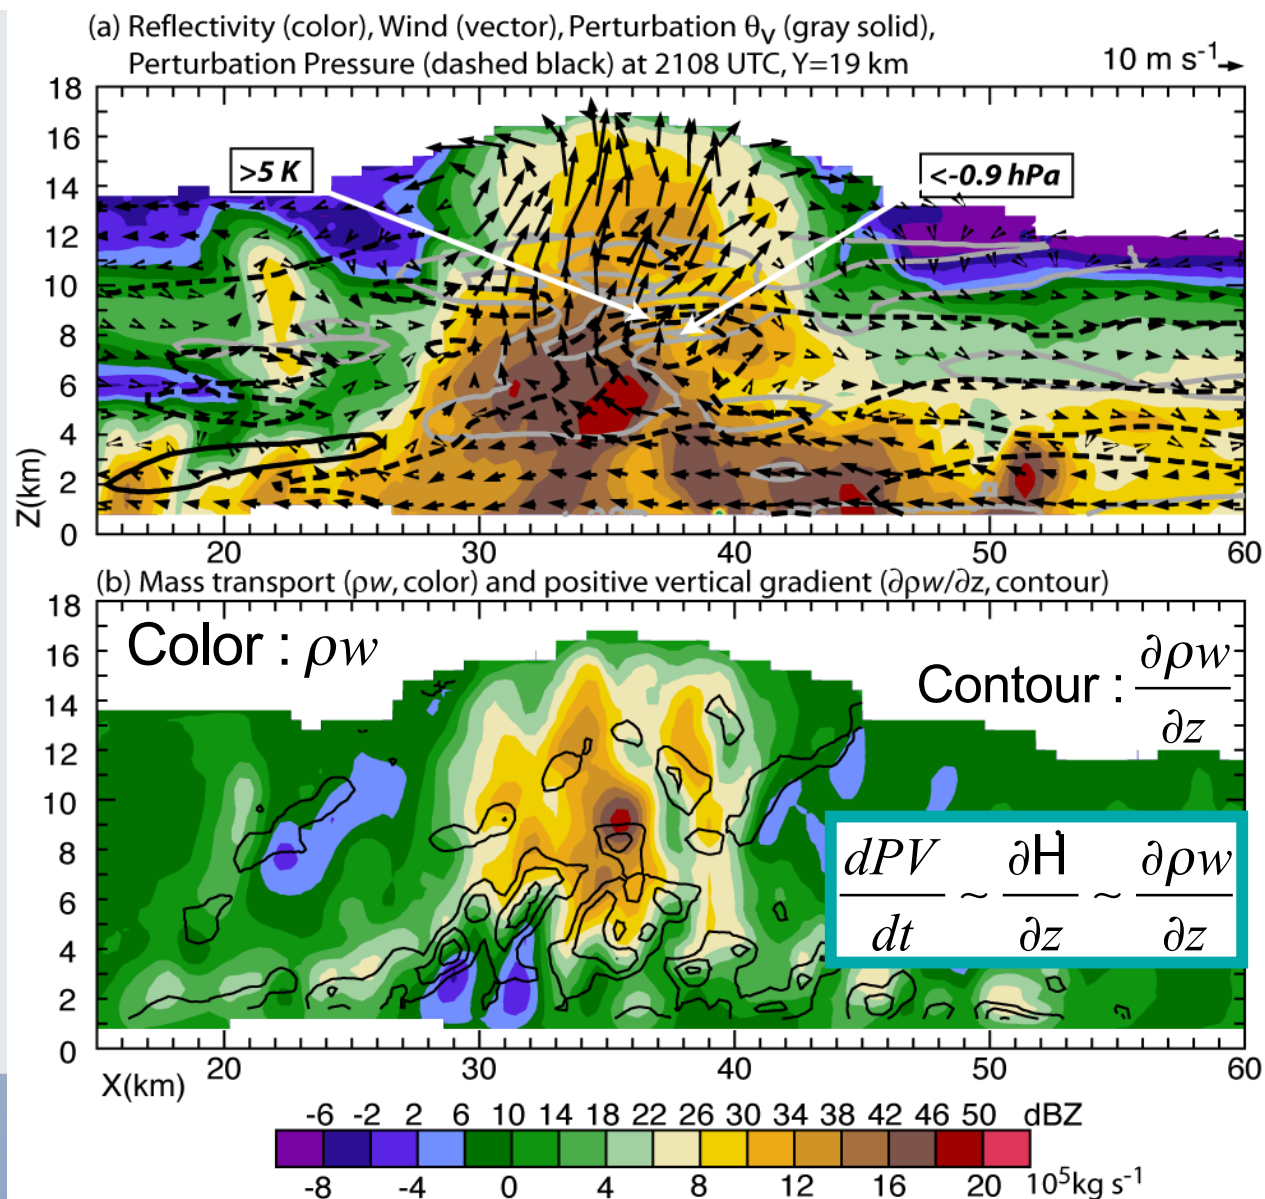 (a) Reflectivity (color), Wind (vector), Perturbation θv (gray solid),
Perturbation Pressure (dashed black) at 2108 UTC, Y=19 km
10 m s-1
18
16
14
12
10
8
6
4
2
0
Z(km)
>5 K
<-0.9 hPa
20 30 40 50 60
(b) Mass transport (ρw, color) and positive vertical gradient (∂ρw/∂z, contour)
18
16
14
12
10
8
6
4
2
0
Color : ρw
Contour : ∂ρw/∂z
dPV/dt ~ ∂Ḣ/∂z ~ ∂ρw/∂z
20 30 40 50 60
X(km)
-6 -2 2 6 10 14 18 22 26 30 34 38 42 46 50 dBZ
-8 -4 0 4 8 12 16 20 10⁵kg s⁻¹